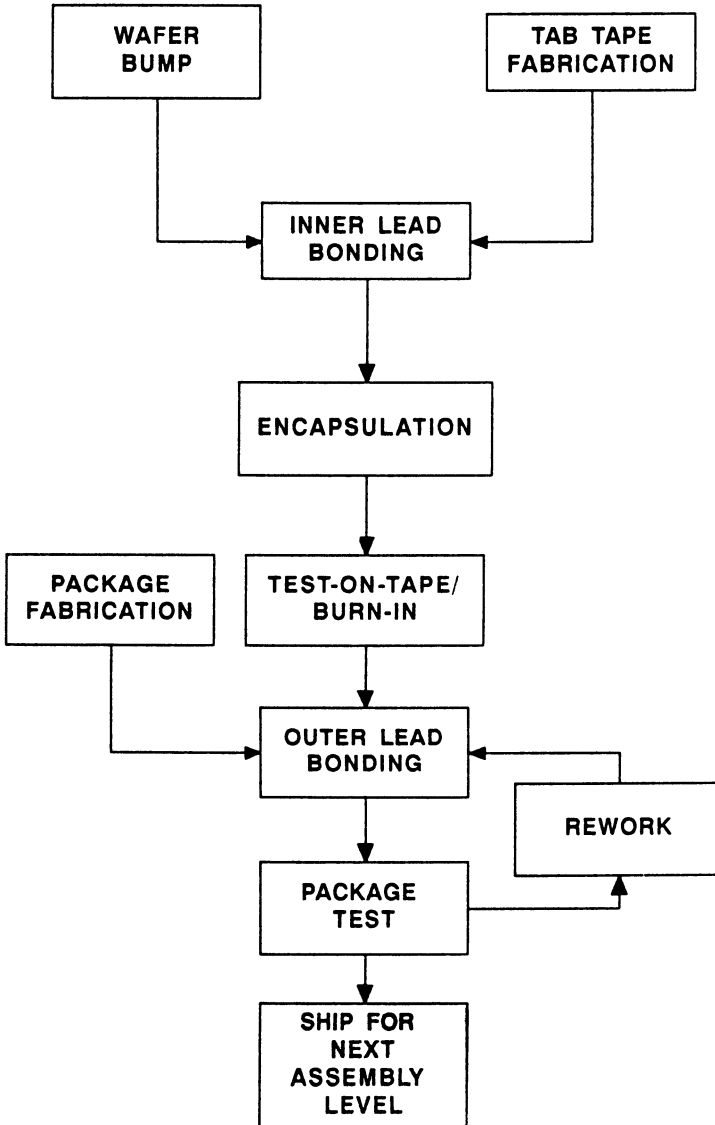 WAFER
BUMP
TAB TAPE
FABRICATION
INNER LEAD
BONDING
ENCAPSULATION
PACKAGE
FABRICATION
TEST-ON-TAPE/
BURN-IN
OUTER LEAD
BONDING
REWORK
PACKAGE
TEST
SHIP FOR
NEXT
ASSEMBLY
LEVEL